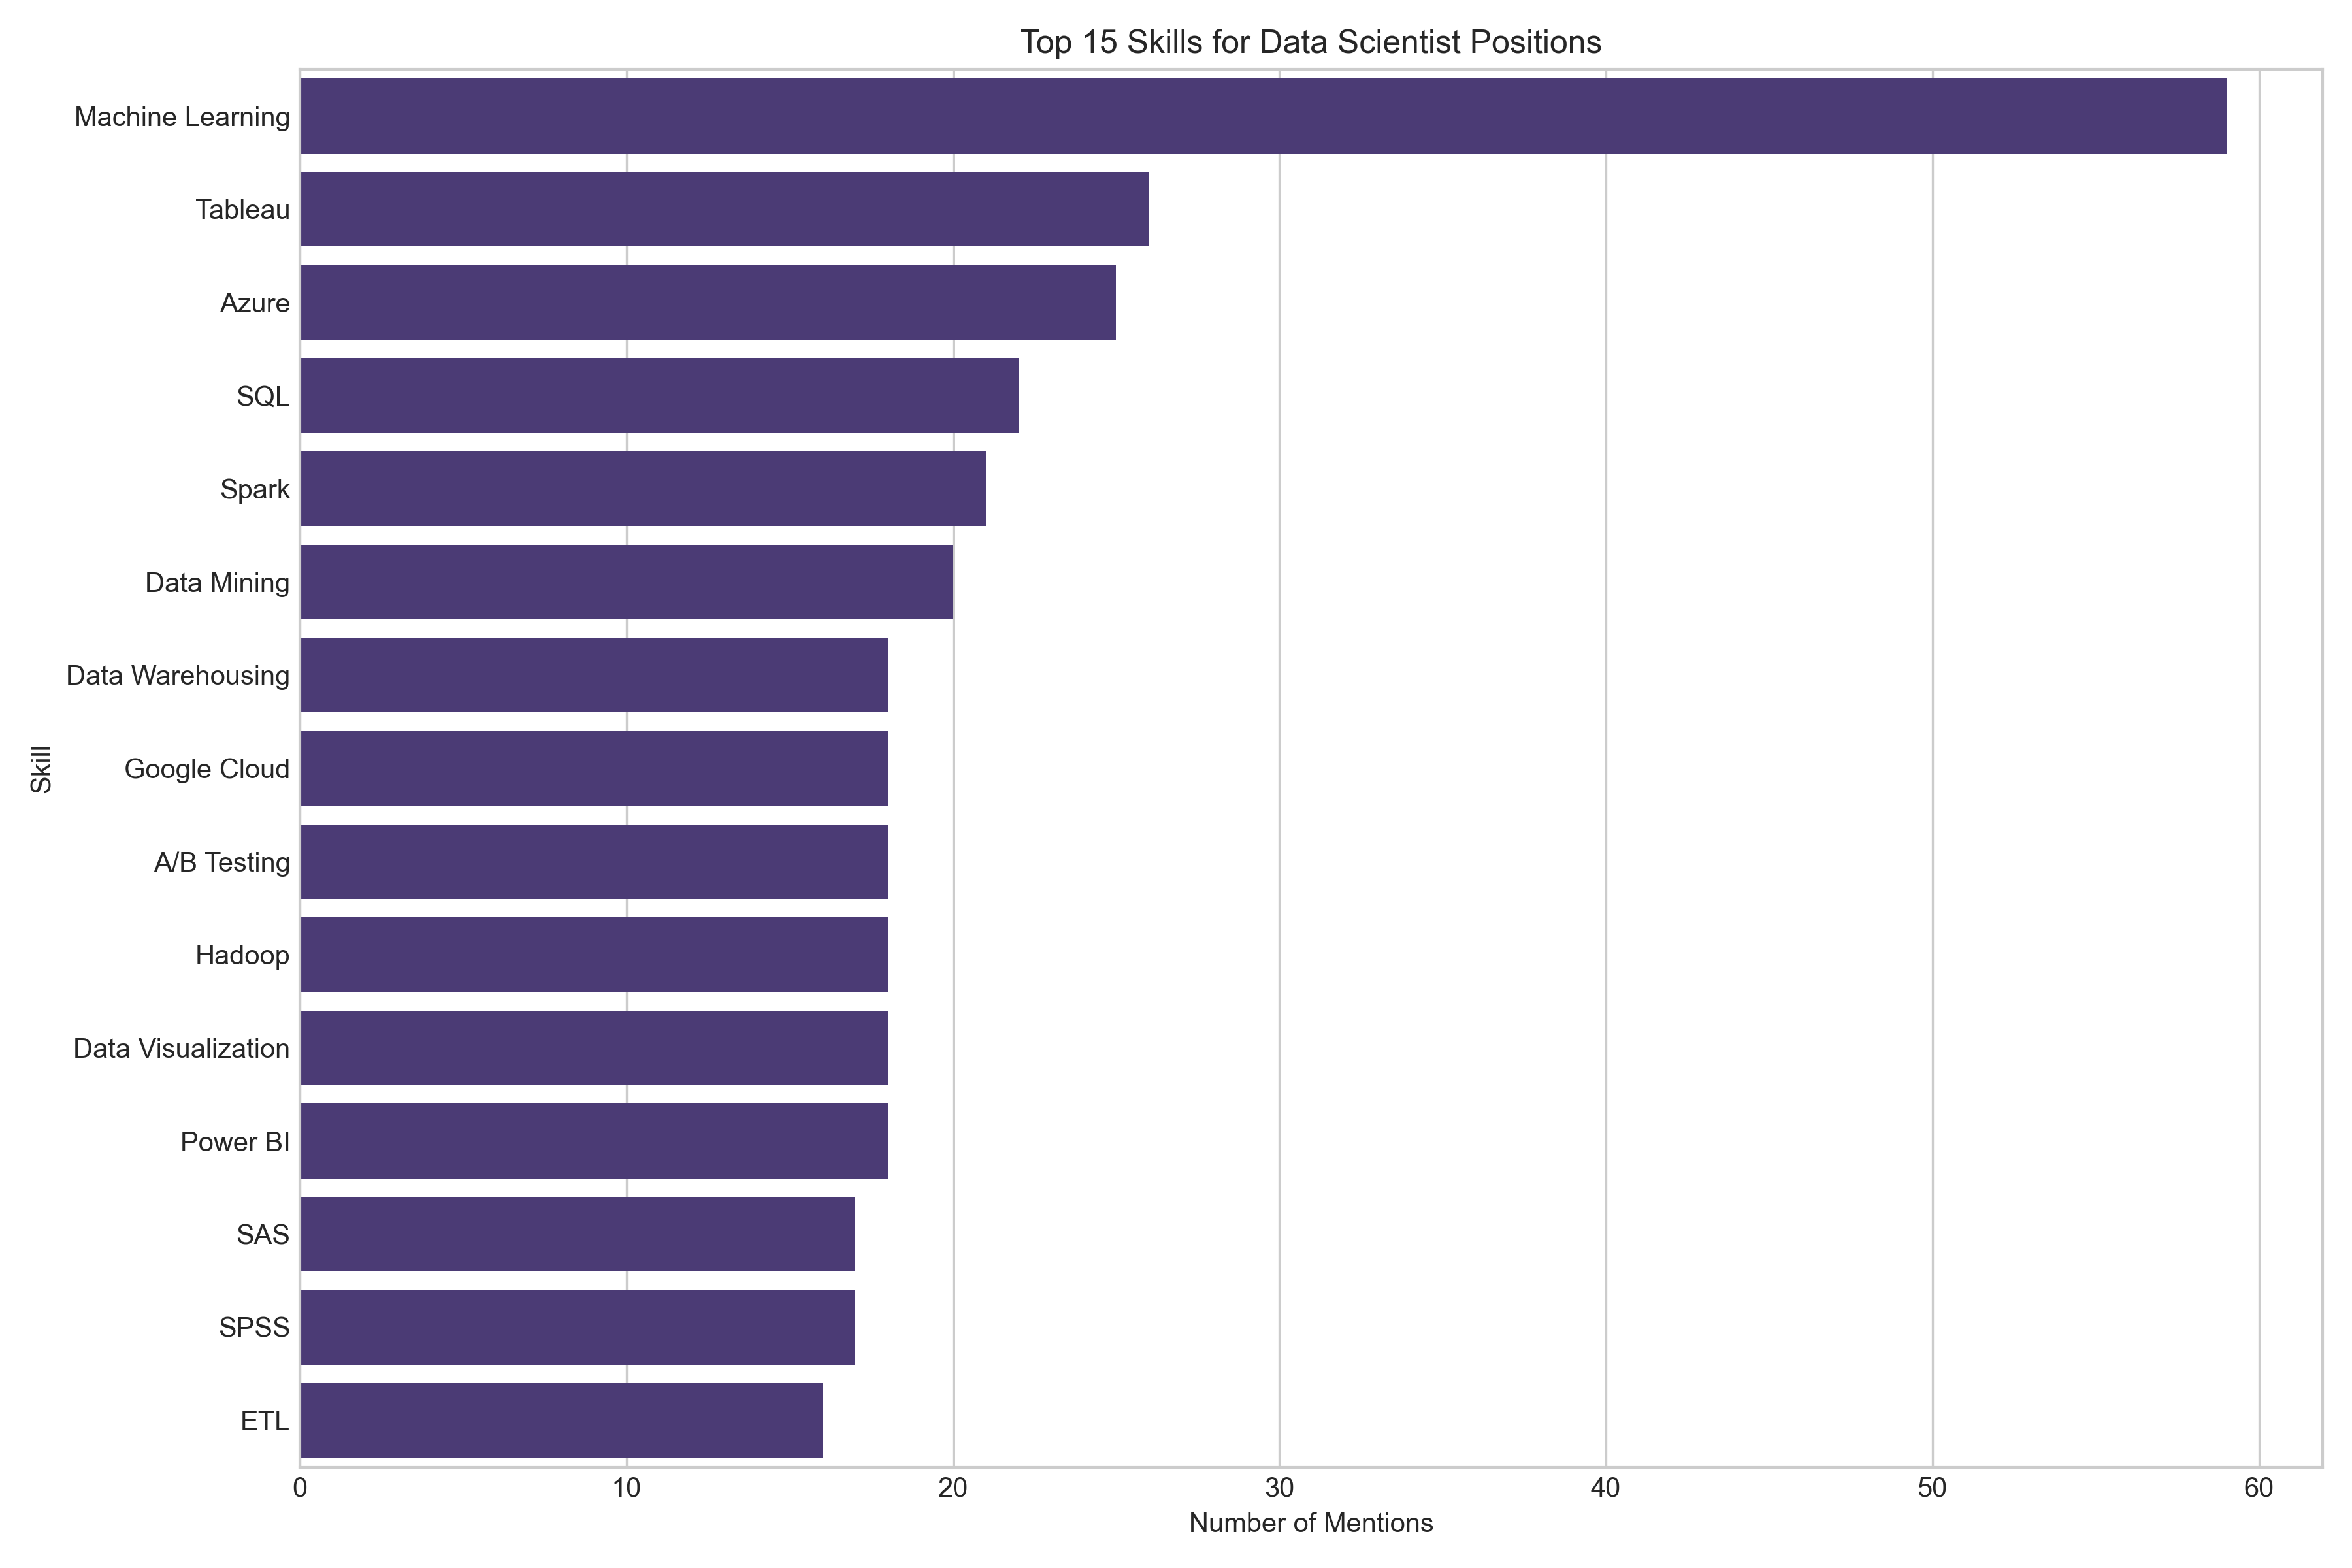 Top 15 Skills for Data Scientist Positions
Machine Learning
Tableau
Azure
SQL
Spark
Data Mining
Data Warehousing
Google Cloud
A/B Testing
Hadoop
Data Visualization
Power BI
SAS
SPSS
ETL
Skill
0 10 20 30 40 50 60
Number of Mentions